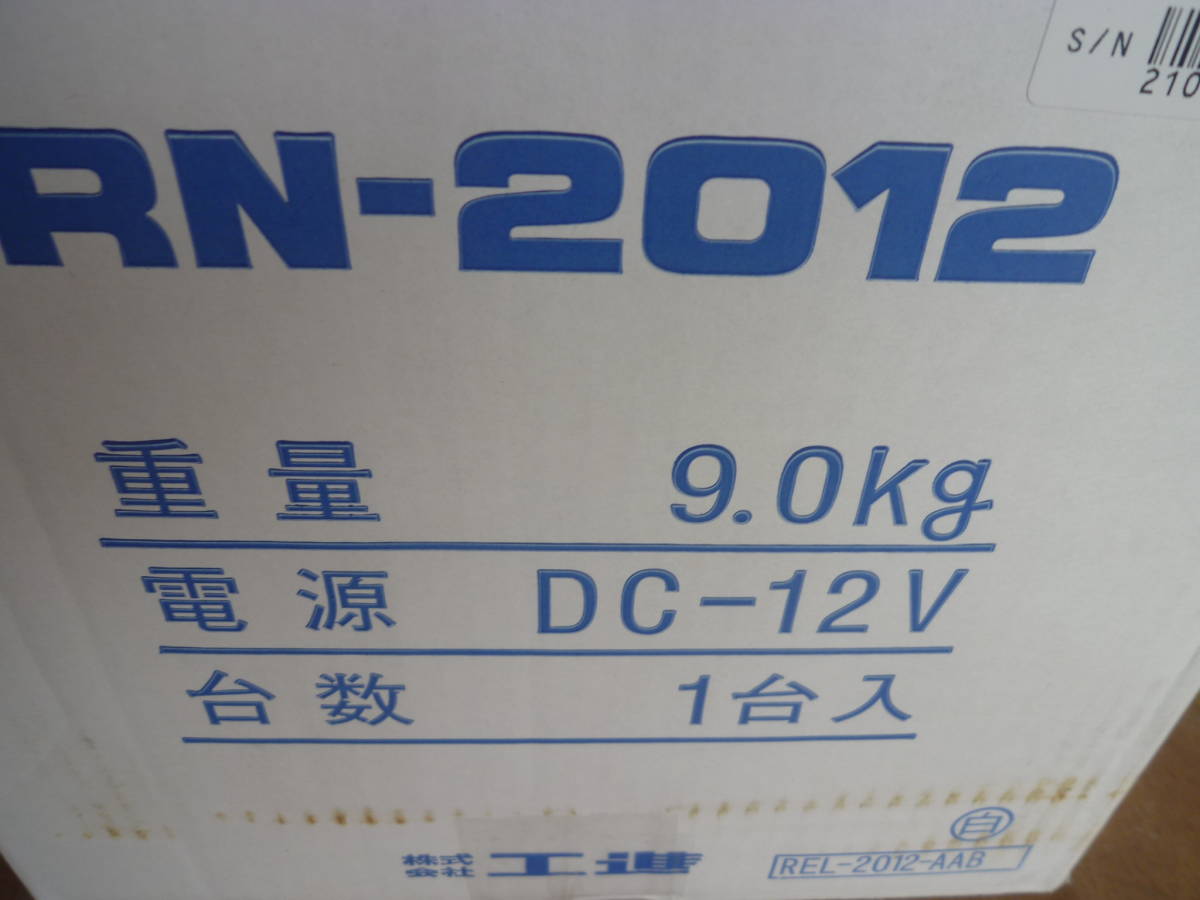 S/N
210
RN-2012
重量 9.0kg
電源 DC-12V
台数 1台入
白
株式会社 工進
REL-2012-AAB